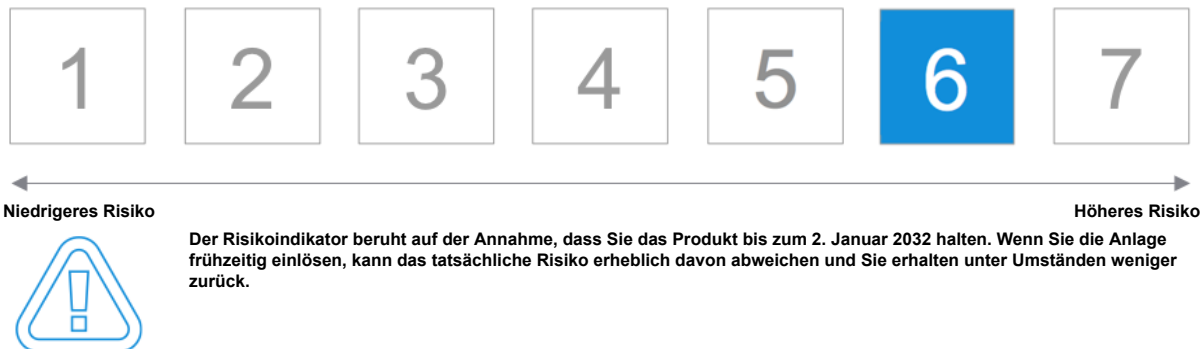 1 2 3 4 5 6 7
Niedrigeres Risiko Höheres Risiko
Der Risikoindikator beruht auf der Annahme, dass Sie das Produkt bis zum 2. Januar 2032 halten. Wenn Sie die Anlage
frühzeitig einlösen, kann das tatsächliche Risiko erheblich davon abweichen und Sie erhalten unter Umständen weniger
zurück.